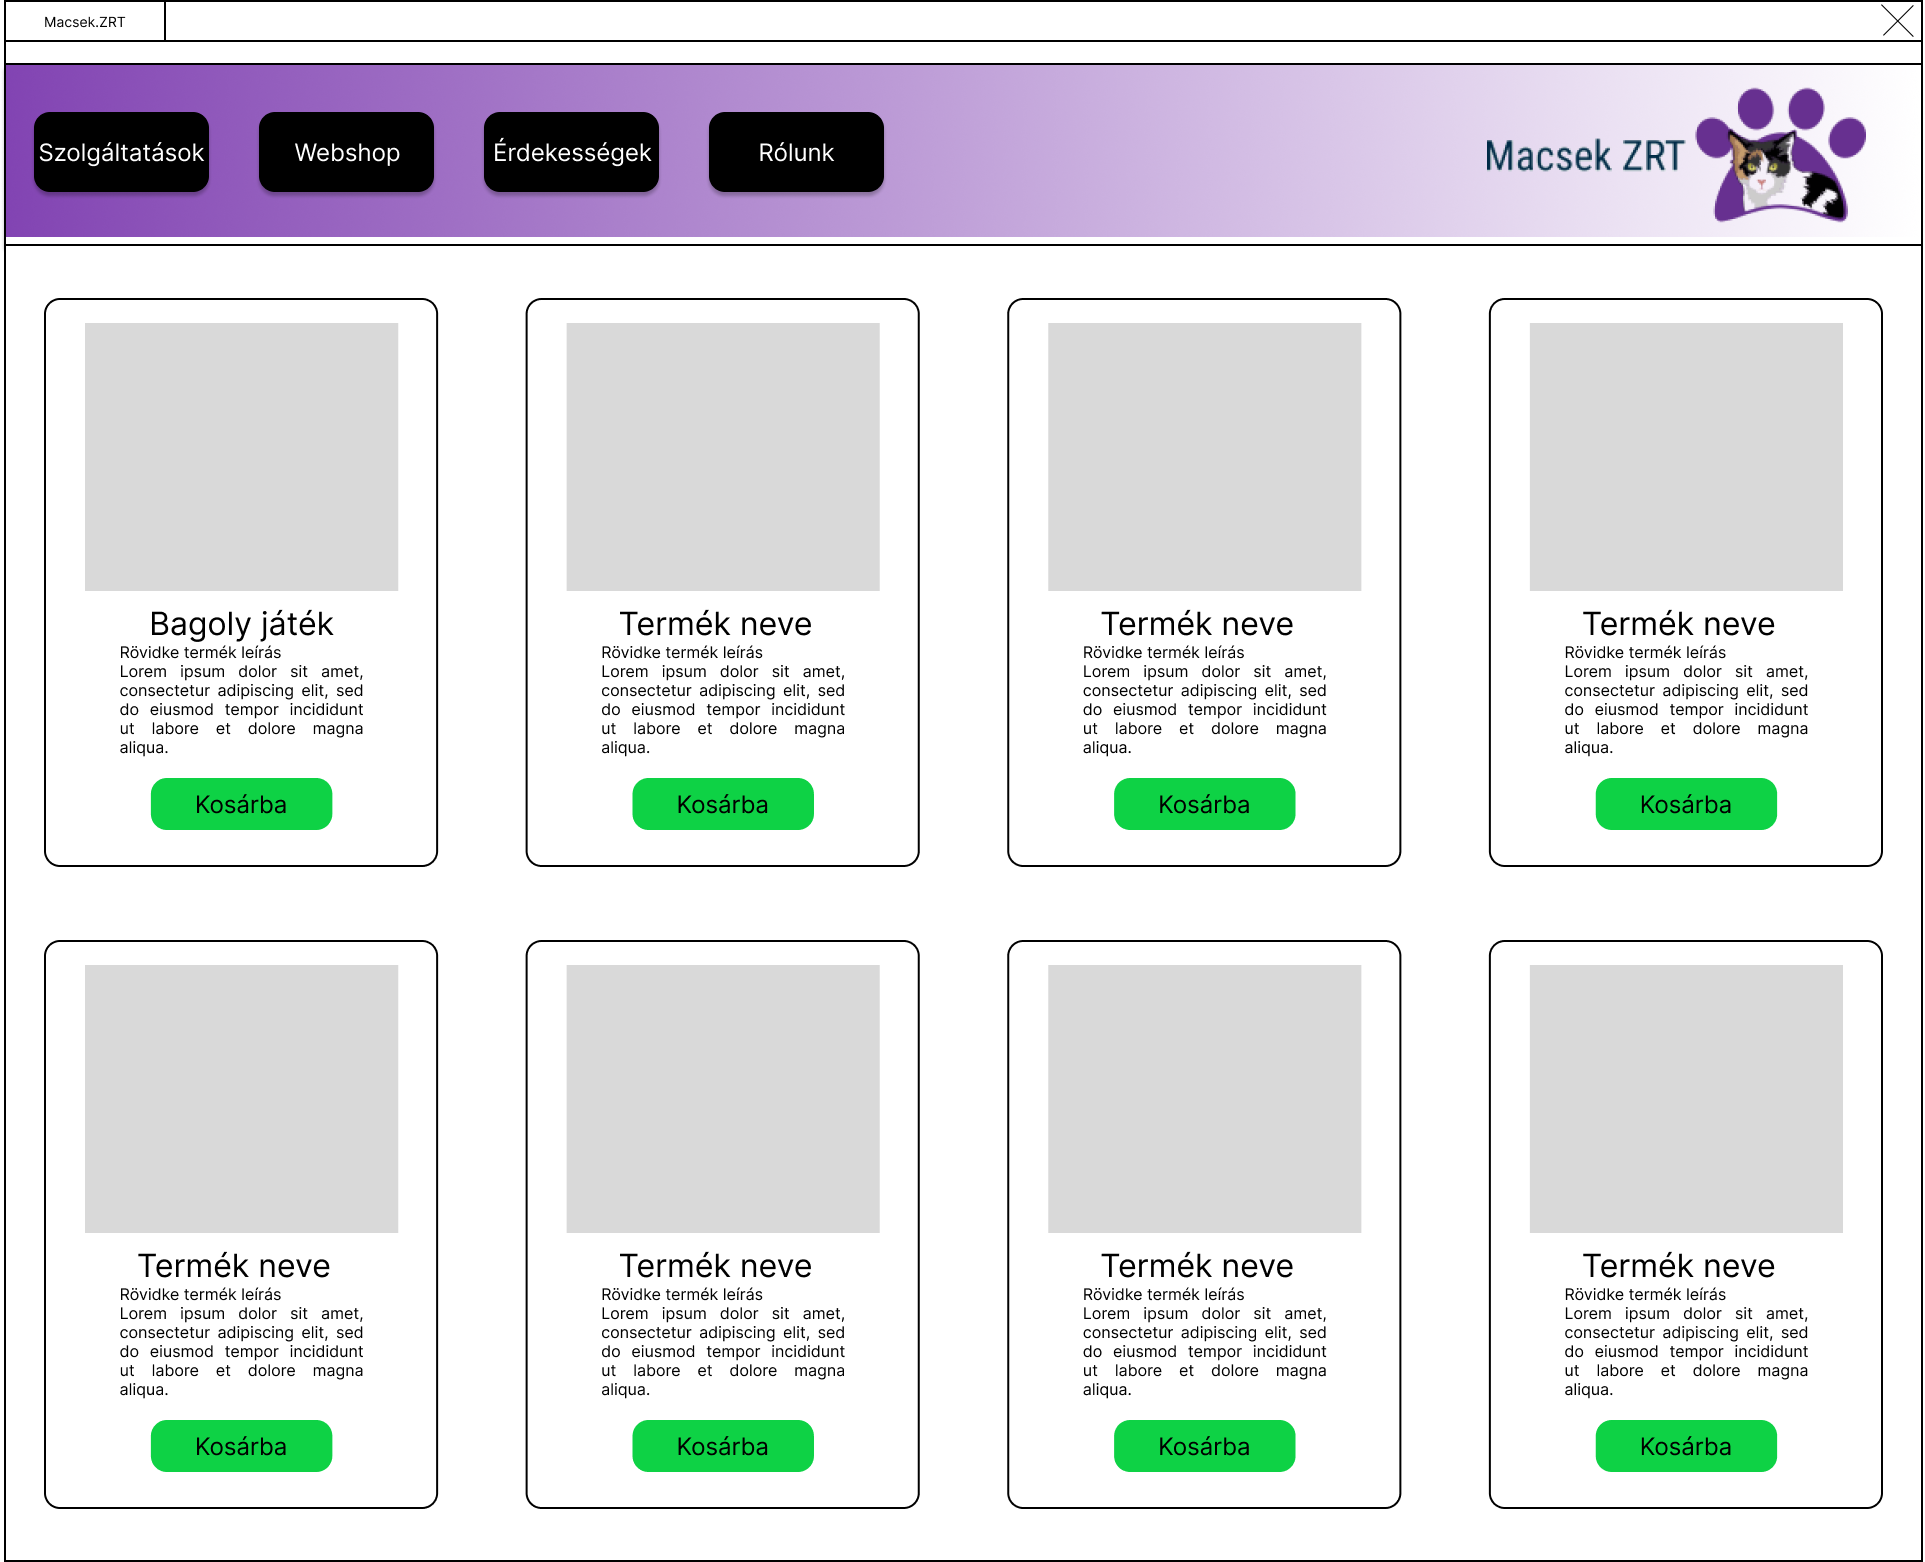 Macsek.ZRT
Szolgáltatások
Webshop
Érdekességek
Rólunk
Macsek ZRT
Bagoly játék
Rövidke termék leírás
Lorem ipsum dolor sit amet,
consectetur adipiscing elit, sed
do eiusmod tempor incididunt
ut labore et dolore magna
aliqua.
Kosárba
Termék neve
Rövidke termék leírás
Lorem ipsum dolor sit amet,
consectetur adipiscing elit, sed
do eiusmod tempor incididunt
ut labore et dolore magna
aliqua.
Kosárba
Termék neve
Rövidke termék leírás
Lorem ipsum dolor sit amet,
consectetur adipiscing elit, sed
do eiusmod tempor incididunt
ut labore et dolore magna
aliqua.
Kosárba
Termék neve
Rövidke termék leírás
Lorem ipsum dolor sit amet,
consectetur adipiscing elit, sed
do eiusmod tempor incididunt
ut labore et dolore magna
aliqua.
Kosárba
Termék neve
Rövidke termék leírás
Lorem ipsum dolor sit amet,
consectetur adipiscing elit, sed
do eiusmod tempor incididunt
ut labore et dolore magna
aliqua.
Kosárba
Termék neve
Rövidke termék leírás
Lorem ipsum dolor sit amet,
consectetur adipiscing elit, sed
do eiusmod tempor incididunt
ut labore et dolore magna
aliqua.
Kosárba
Termék neve
Rövidke termék leírás
Lorem ipsum dolor sit amet,
consectetur adipiscing elit, sed
do eiusmod tempor incididunt
ut labore et dolore magna
aliqua.
Kosárba
Termék neve
Rövidke termék leírás
Lorem ipsum dolor sit amet,
consectetur adipiscing elit, sed
do eiusmod tempor incididunt
ut labore et dolore magna
aliqua.
Kosárba